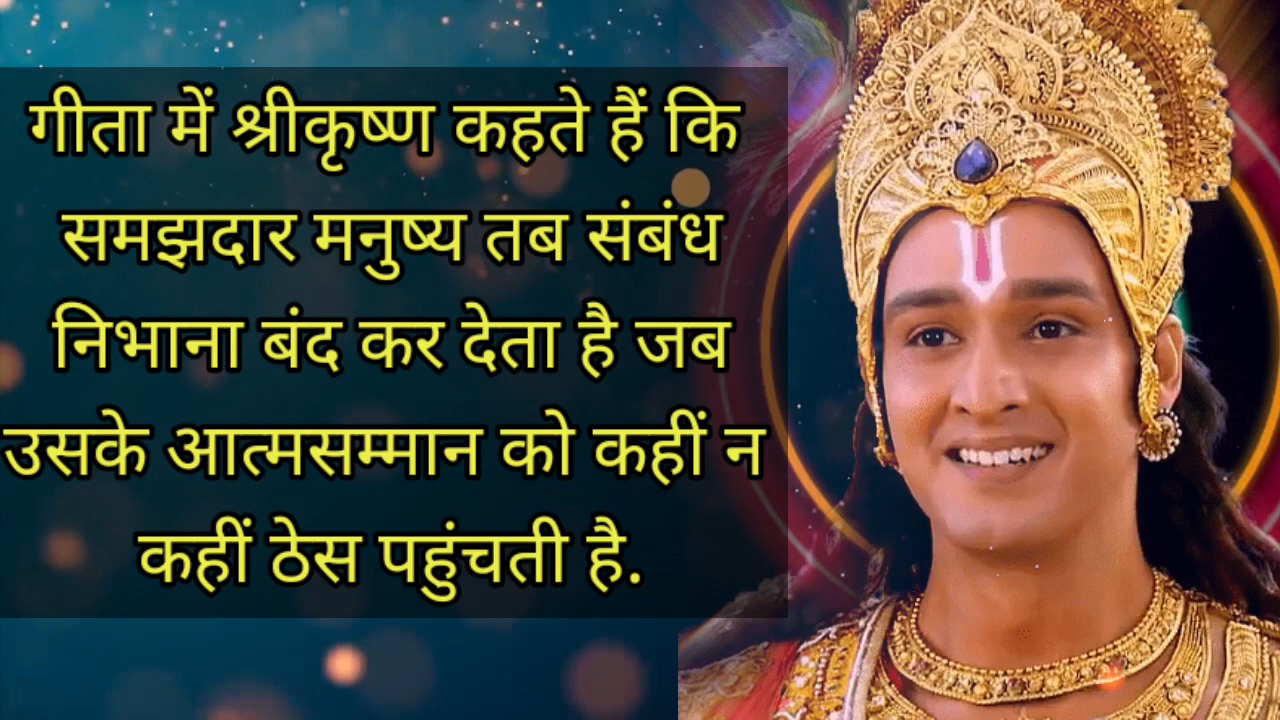 गीता में श्रीकृष्ण कहते हैं कि
समझदार मनुष्य तब संबंध
निभाना बंद कर देता है जब
उसके आत्मसम्मान को कहीं न
कहीं ठेस पहुंचती है.